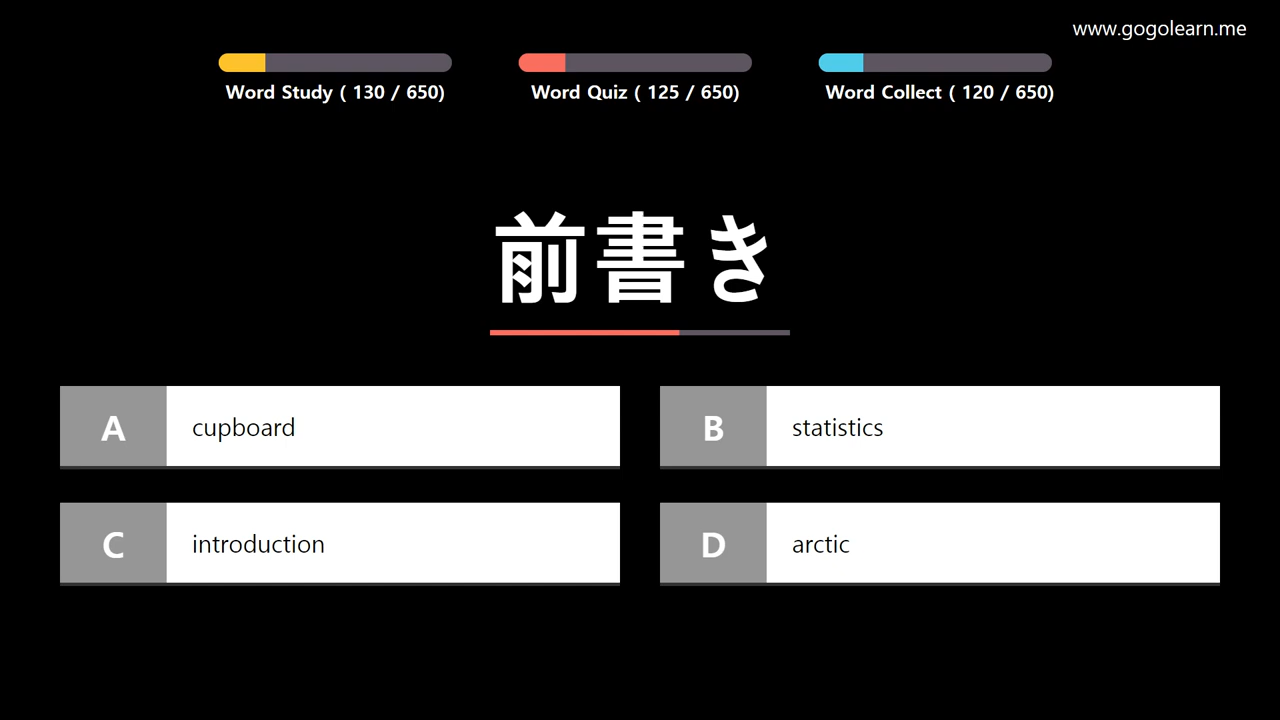 www.gogolearn.me
Word Study ( 130 / 650)
Word Quiz ( 125 / 650)
Word Collect ( 120 / 650)
前書き
A cupboard
B statistics
C introduction
D arctic